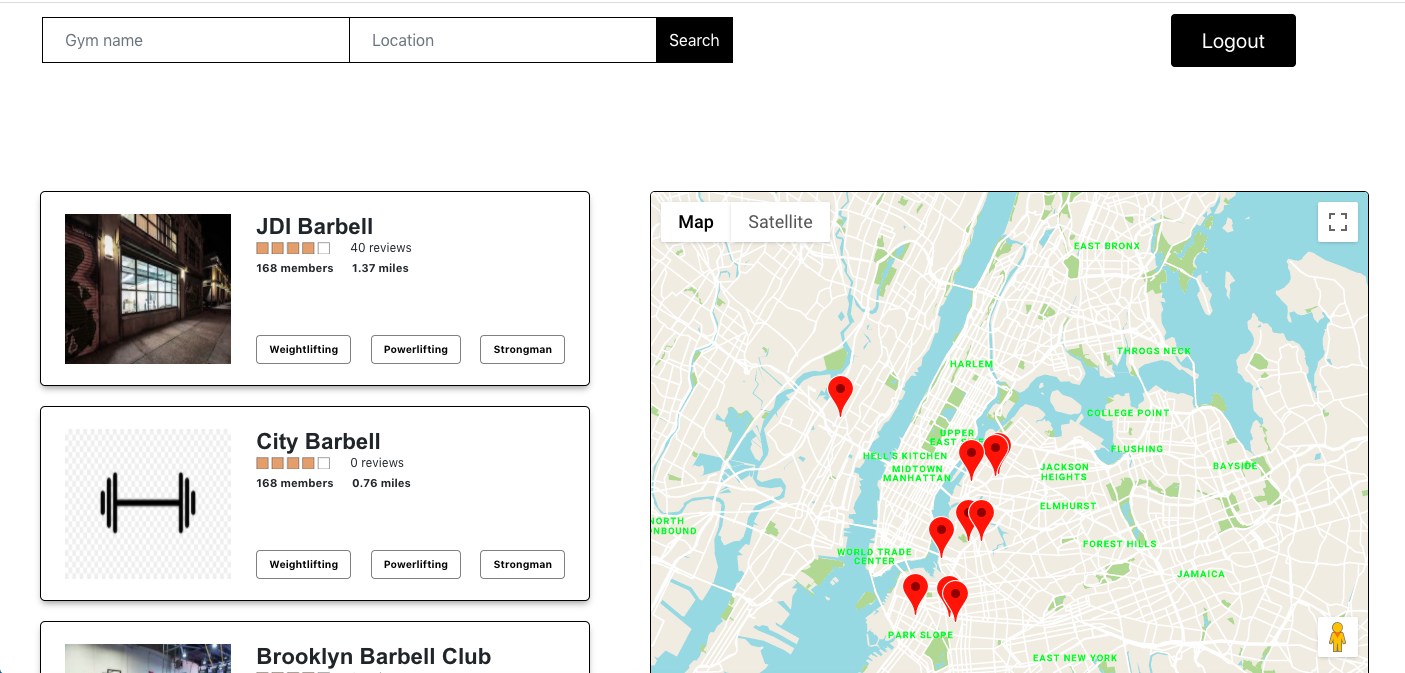 Gym name
Location
Search
Logout
JDI Barbell
40 reviews
168 members 1.37 miles
Weightlifting
Powerlifting
Strongman
City Barbell
0 reviews
168 members 0.76 miles
Weightlifting
Powerlifting
Strongman
Brooklyn Barbell Club
Map
Satellite
EAST BRONX
THROGS NECK
HARLEM
COLLEGE POINT
UPPER
EAST
FLUSHING
HELL'S KITCHEN
MIDTOWN
MANHATTAN
JACKSON
HEIGHTS
BAYSIDE
ELMHURST
NORTH
NBOUND
FOREST HILLS
WORLD TRADE
CENTER
JAMAICA
PARK SLOPE
EAST NEW YORK